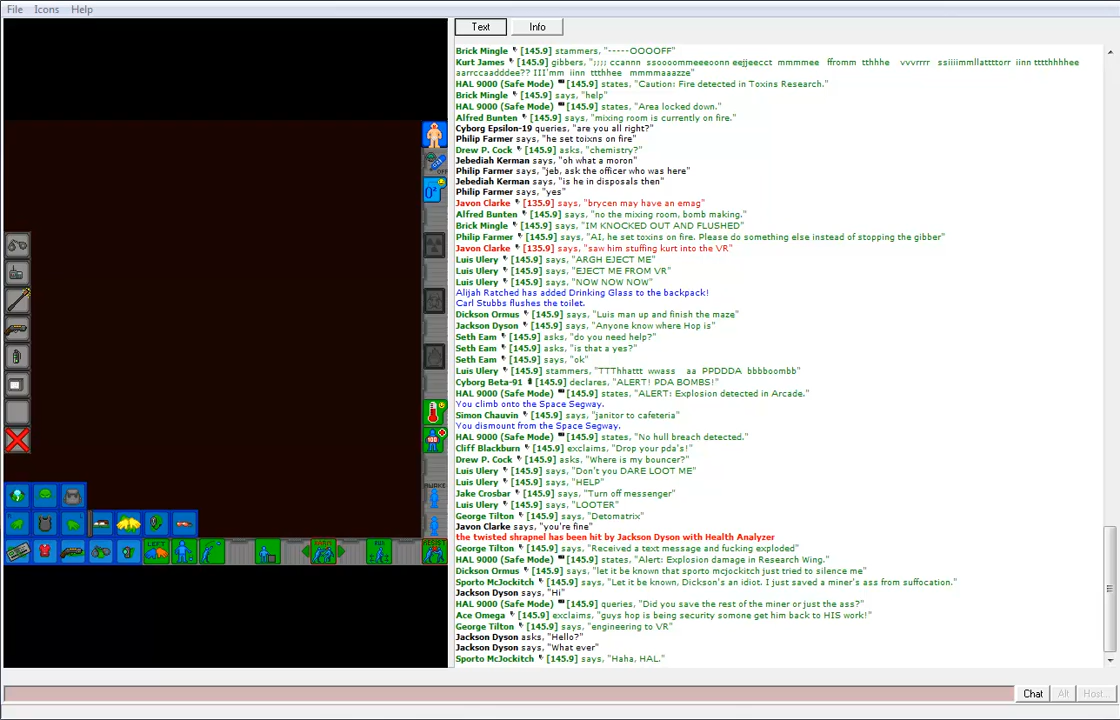 File Icons Help
Text Info
Brick Mingle [145.9] stammers, "-----OOOOFF"
Kurt James [145.9] gibbers, ";;;; ccannn ssoooommeeeonn eejjeecct mmmmee ffromm tthhhe vvvrrrr ssiiimmllattttorr iinn tttthhhhee aarrccaadddee?? III'mm iinn ttthhee mmmmaaazze"
HAL 9000 (Safe Mode) [145.9] states, "Caution: Fire detected in Toxins Research."
Brick Mingle [145.9] says, "help"
HAL 9000 (Safe Mode) [145.9] states, "Area locked down."
Alfred Bunten [145.9] says, "mixing room is currently on fire."
Cyborg Epsilon-19 queries, "are you all right?"
Philip Farmer says, "he set toixns on fire"
Drew P. Cock [145.9] asks, "chemistry?"
Jebediah Kerman says, "oh what a moron"
Philip Farmer says, "jeb, ask the officer who was here"
Jebediah Kerman says, "is he in disposals then"
Philip Farmer says, "yes"
Javon Clarke [135.9] says, "brycen may have an emag"
Alfred Bunten [145.9] says, "no the mixing room, bomb making."
Brick Mingle [145.9] says, "IM KNOCKED OUT AND FLUSHED"
Philip Farmer [145.9] says, "AI, he set toxins on fire. Please do something else instead of stopping the gibber"
Javon Clarke [135.9] says, "saw him stuffing kurt into the VR"
Luis Ulery [145.9] says, "ARGH EJECT ME"
Luis Ulery [145.9] says, "EJECT ME FROM VR"
Luis Ulery [145.9] says, "NOW NOW NOW"
Alijah Ratched has added Drinking Glass to the backpack!
Carl Stubbs flushes the toilet.
Dickson Ormus [145.9] says, "Luis man up and finish the maze"
Jackson Dyson [145.9] says, "Anyone know where Hop is"
Seth Eam [145.9] asks, "do you need help?"
Seth Eam [145.9] asks, "is that a yes?"
Seth Eam [145.9] says, "ok"
Luis Ulery [145.9] stammers, "TTThhattt wwass aa PPDDDA bbbboombb"
Cyborg Beta-91 [145.9] declares, "ALERT! PDA BOMBS!"
HAL 9000 (Safe Mode) [145.9] states, "ALERT: Explosion detected in Arcade."
You climb onto the Space Segway.
Simon Chauvin [145.9] says, "janitor to cafeteria"
You dismount from the Space Segway.
HAL 9000 (Safe Mode) [145.9] states, "No hull breach detected."
Cliff Blackburn [145.9] exclaims, "Drop your pda's!"
Drew P. Cock [145.9] asks, "Where is my bouncer?"
Luis Ulery [145.9] says, "Don't you DARE LOOT ME"
Luis Ulery [145.9] says, "HELP"
Jake Crosbar [145.9] says, "Turn off messenger"
Luis Ulery [145.9] says, "LOOTER"
George Tilton [145.9] says, "Detomatrix"
Javon Clarke says, "you're fine"
the twisted shrapnel has been hit by Jackson Dyson with Health Analyzer
George Tilton [145.9] says, "Received a text message and fucking exploded"
HAL 9000 (Safe Mode) [145.9] states, "Alert: Explosion damage in Research Wing."
Dickson Ormus [145.9] says, "let it be known that sporto mcjockitch just tried to silence me"
Sporto McJockitch [145.9] says, "Let it be known, Dickson's an idiot. I just saved a miner's ass from suffocation."
Jackson Dyson says, "Hi"
HAL 9000 (Safe Mode) [145.9] queries, "Did you save the rest of the miner or just the ass?"
Ace Omega [145.9] exclaims, "guys hop is being security somone get him back to HIS work!"
George Tilton [145.9] says, "engineering to VR"
Jackson Dyson asks, "Hello?"
Jackson Dyson says, "What ever"
Sporto McJockitch [145.9] says, "Haha, HAL."
Chat Alt Host...